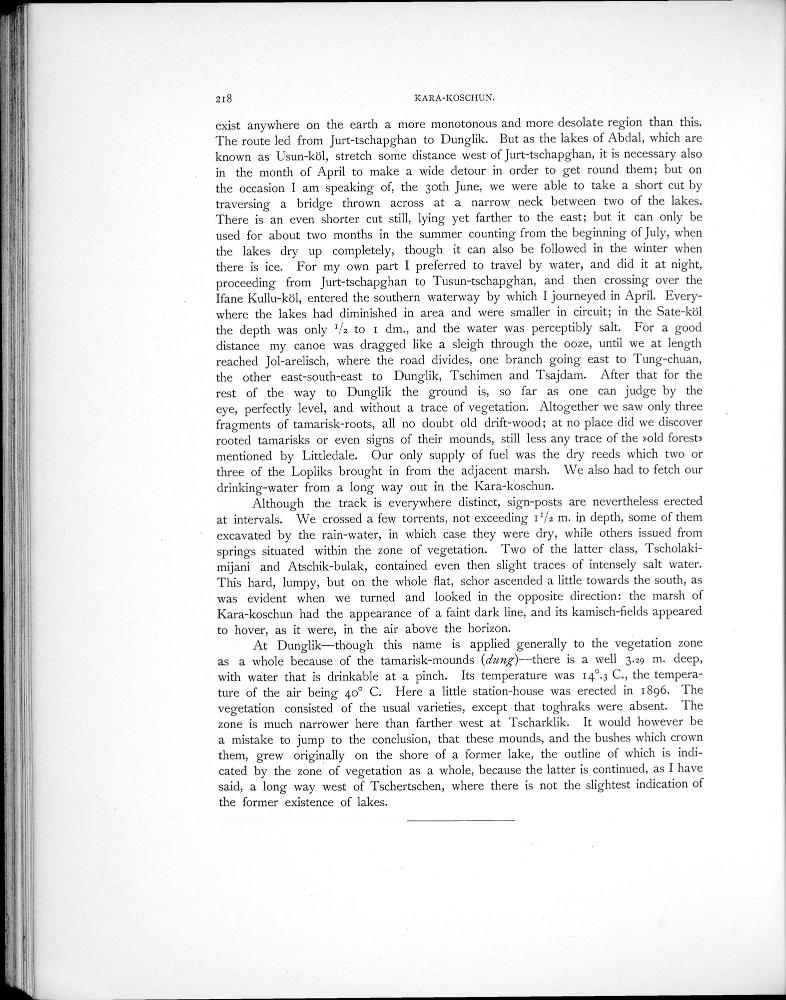 218 KARA-KOSCHUN.
exist anywhere on the earth a more monotonous and more desolate region than this.
The route led from Jurt-tschapghan to Dunglik. But as the lakes of Abdal, which are
known as Usun-köl, stretch some distance west of Jurt-tschapghan, it is necessary also
in the month of April to make a wide detour in order to get round them; but on
the occasion I am speaking of, the 30th June, we were able to take a short cut by
traversing a bridge thrown across at a narrow neck between two of the lakes.
There is an even shorter cut still, lying yet farther to the east; but it can only be
used for about two months in the summer counting from the beginning of July, when
the lakes dry up completely, though it can also be followed in the winter when
there is ice. For my own part I preferred to travel by water, and did it at night,
proceeding from Jurt-tschapghan to Tusun-tschapghan, and then crossing over the
Ifane Kullu-köl, entered the southern waterway by which I journeyed in April. Every-
where the lakes had diminished in area and were smaller in circuit; in the Sate-köl
the depth was only 1/2 to 1 dm., and the water was perceptibly salt. For a good
distance my canoe was dragged like a sleigh through the ooze, until we at length
reached Jol-arelisch, where the road divides, one branch going east to Tung-chuan,
the other east-south-east to Dunglik, Tschimen and Tsajdam. After that for the
rest of the way to Dunglik the ground is, so far as one can judge by the
eye, perfectly level, and without a trace of vegetation. Altogether we saw only three
fragments of tamarisk-roots, all no doubt old drift-wood; at no place did we discover
rooted tamarisks or even signs of their mounds, still less any trace of the »old forest»
mentioned by Littledale. Our only supply of fuel was the dry reeds which two or
three of the Lopliks brought in from the adjacent marsh. We also had to fetch our
drinking-water from a long way out in the Kara-koschun.
Although the track is everywhere distinct, sign-posts are nevertheless erected
at intervals. We crossed a few torrents, not exceeding 1 1/2 m. in depth, some of them
excavated by the rain-water, in which case they were dry, while others issued from
springs situated within the zone of vegetation. Two of the latter class, Tscholaki-
mijani and Atschik-bulak, contained even then slight traces of intensely salt water.
This hard, lumpy, but on the whole flat, schor ascended a little towards the south, as
was evident when we turned and looked in the opposite direction: the marsh of
Kara-koschun had the appearance of a faint dark line, and its kamisch-fields appeared
to hover, as it were, in the air above the horizon.
At Dunglik—though this name is applied generally to the vegetation zone
as a whole because of the tamarisk-mounds (dung)—there is a well 3.29 m. deep,
with water that is drinkable at a pinch. Its temperature was 14°.3 C., the tempera-
ture of the air being 40° C. Here a little station-house was erected in 1896. The
vegetation consisted of the usual varieties, except that toghraks were absent. The
zone is much narrower here than farther west at Tscharklik. It would however be
a mistake to jump to the conclusion, that these mounds, and the bushes which crown
them, grew originally on the shore of a former lake, the outline of which is indi-
cated by the zone of vegetation as a whole, because the latter is continued, as I have
said, a long way west of Tschertschen, where there is not the slightest indication of
the former existence of lakes.